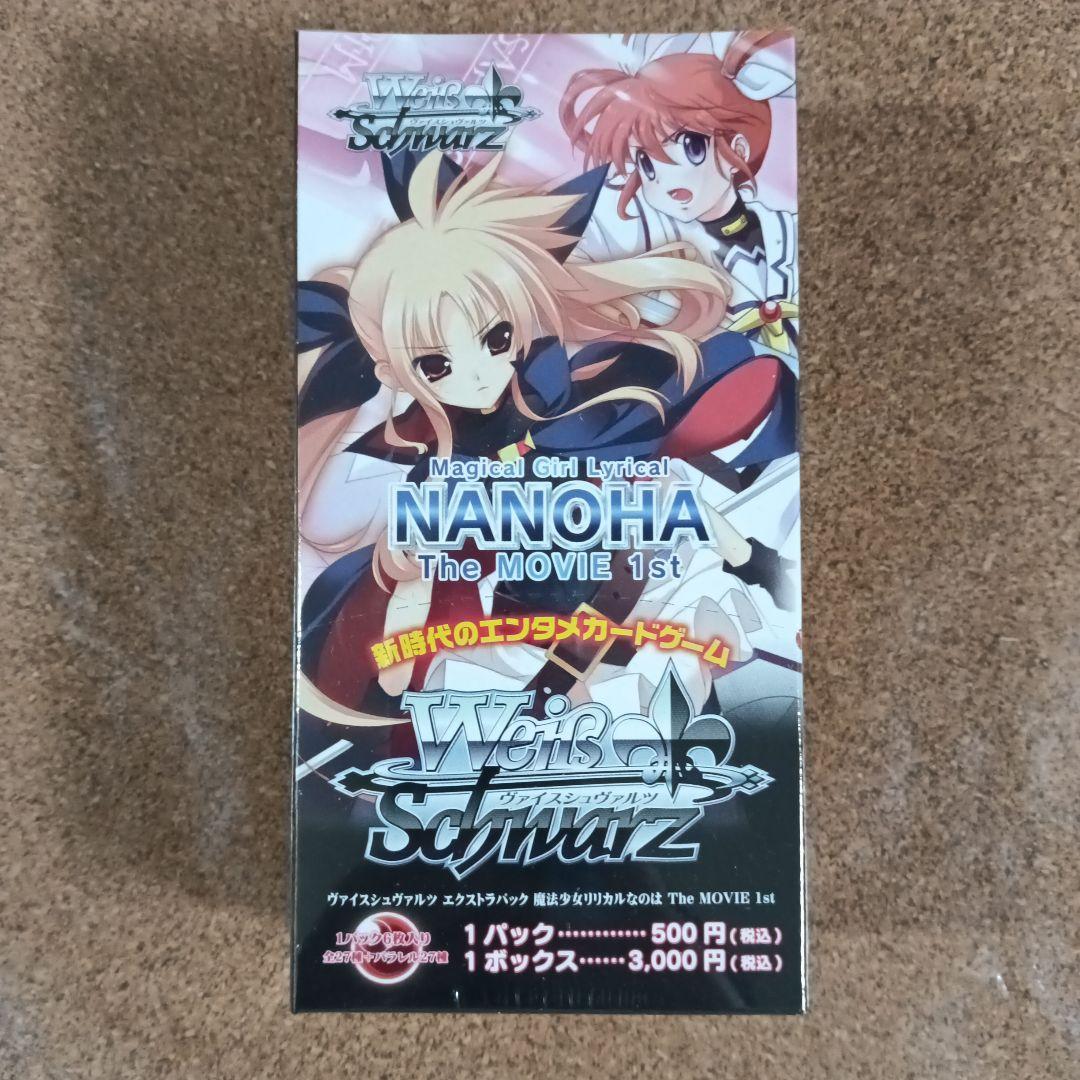 Weiß
ヴァイスシュヴァルツ
Schwarz
Magical Girl Lyrical
NANOHA
The MOVIE 1st
新時代のエンタメカードゲーム
Weiß
ヴァイスシュヴァルツ
Schwarz
ヴァイスシュヴァルツ エクストラパック 魔法少女リリカルなのは The MOVIE 1st
1パック6枚入り
全27種+パラレル27種
1パック…………500円(税込)
1ボックス……3,000円(税込)